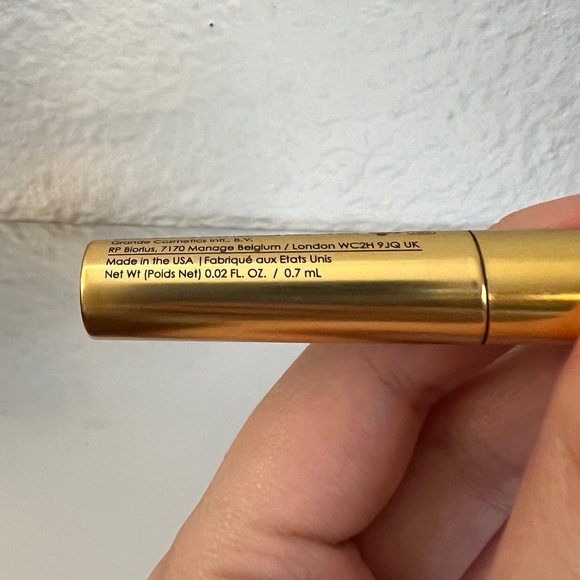 Grande Cosmetics Intl., B.V.
RP Biorius, 7170 Manage Belgium / London WC2H 9JQ UK
Made in the USA | Fabriqué aux Etats Unis
Net Wt (Poids Net) 0.02 FL. OZ. / 0.7 mL